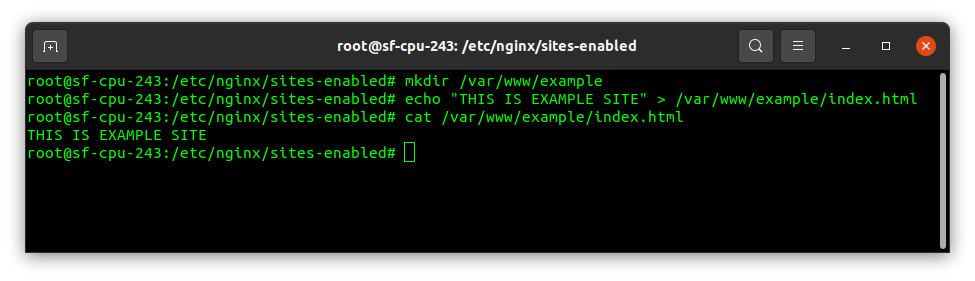 root@sf-cpu-243: /etc/nginx/sites-enabled
root@sf-cpu-243:/etc/nginx/sites-enabled# mkdir /var/www/example
root@sf-cpu-243:/etc/nginx/sites-enabled# echo "THIS IS EXAMPLE SITE" > /var/www/example/index.html
root@sf-cpu-243:/etc/nginx/sites-enabled# cat /var/www/example/index.html
THIS IS EXAMPLE SITE
root@sf-cpu-243:/etc/nginx/sites-enabled#